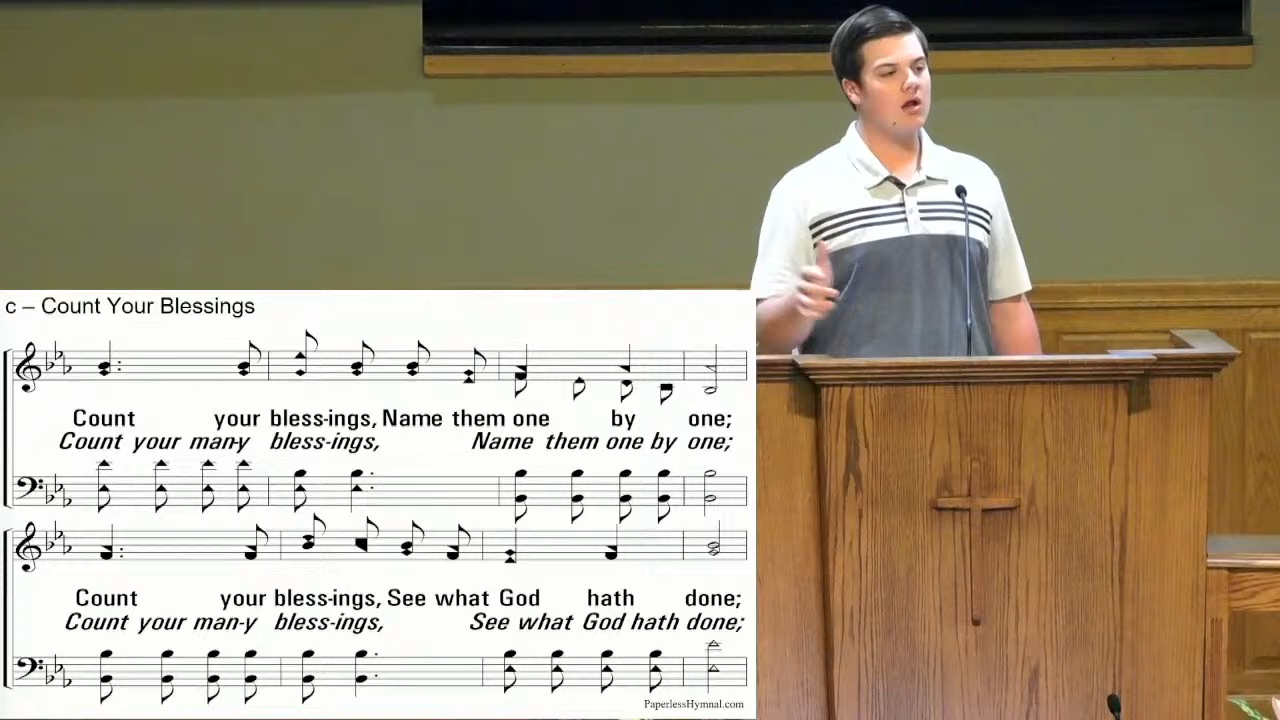 c – Count Your Blessings
Count your bless-ings, Name them one by one;
Count your man-y bless-ings, Name them one by one;
Count your bless-ings, See what God hath done;
Count your man-y bless-ings, See what God hath done;
PaperlessHymnal.com